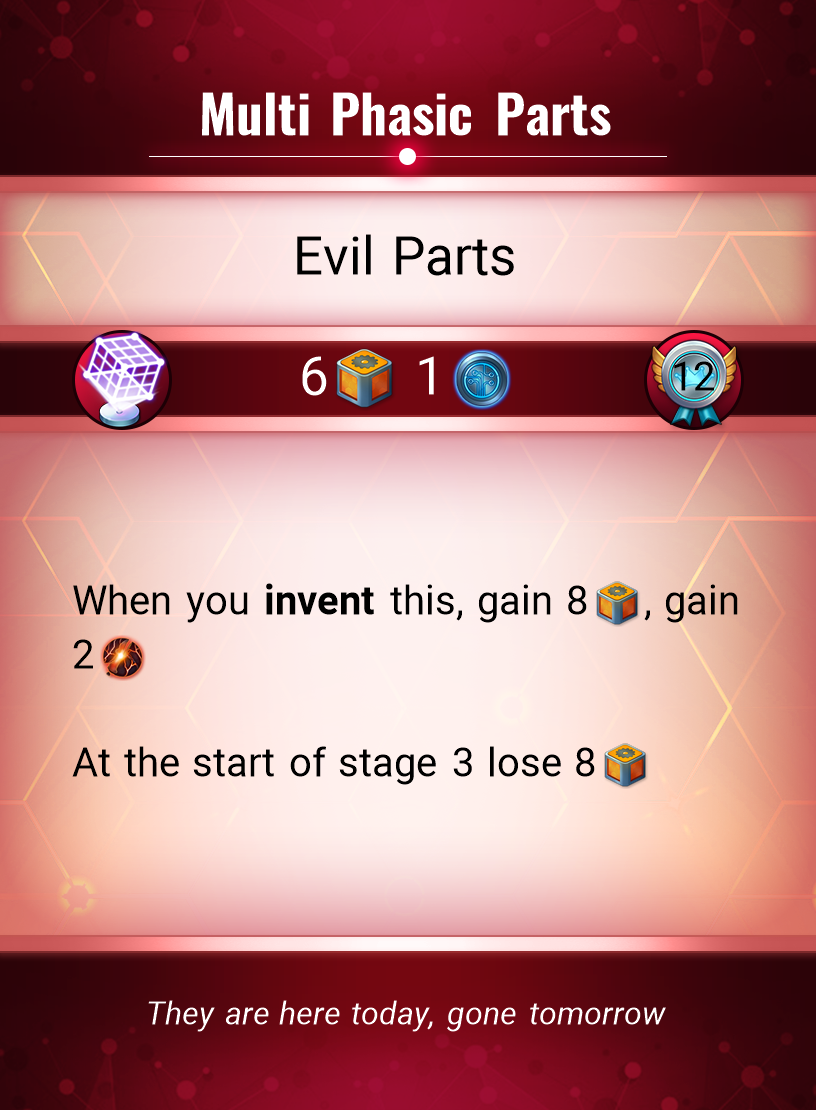 Multi Phasic Parts
Evil Parts
6 1 12
When you invent this, gain 8 , gain
2
At the start of stage 3 lose 8
They are here today, gone tomorrow